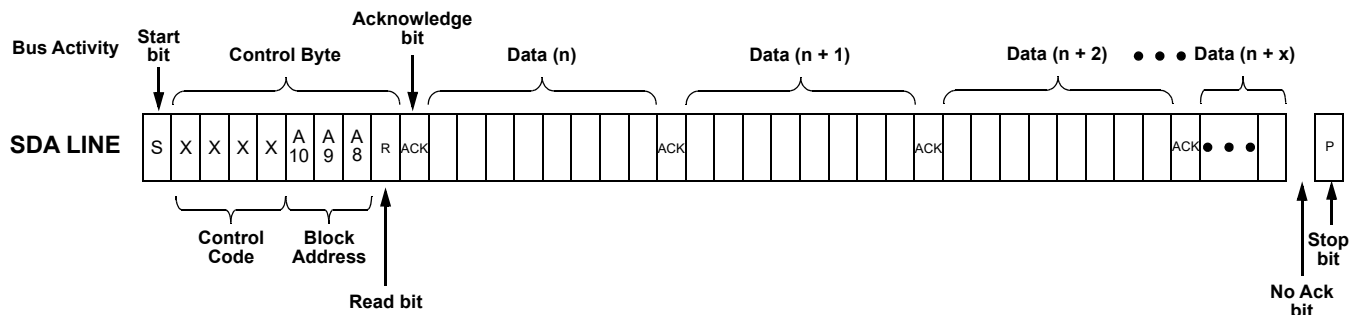 Bus Activity
Start
bit
Control Byte
Acknowledge
bit
Data (n)
Data (n + 1)
Data (n + 2)
• • •
Data (n + x)
SDA LINE
S
X
X
X
X
A
10
A
9
A
8
R
ACK
ACK
ACK
ACK
• • •
P
Control
Code
Block
Address
Read bit
No Ack
bit
Stop
bit